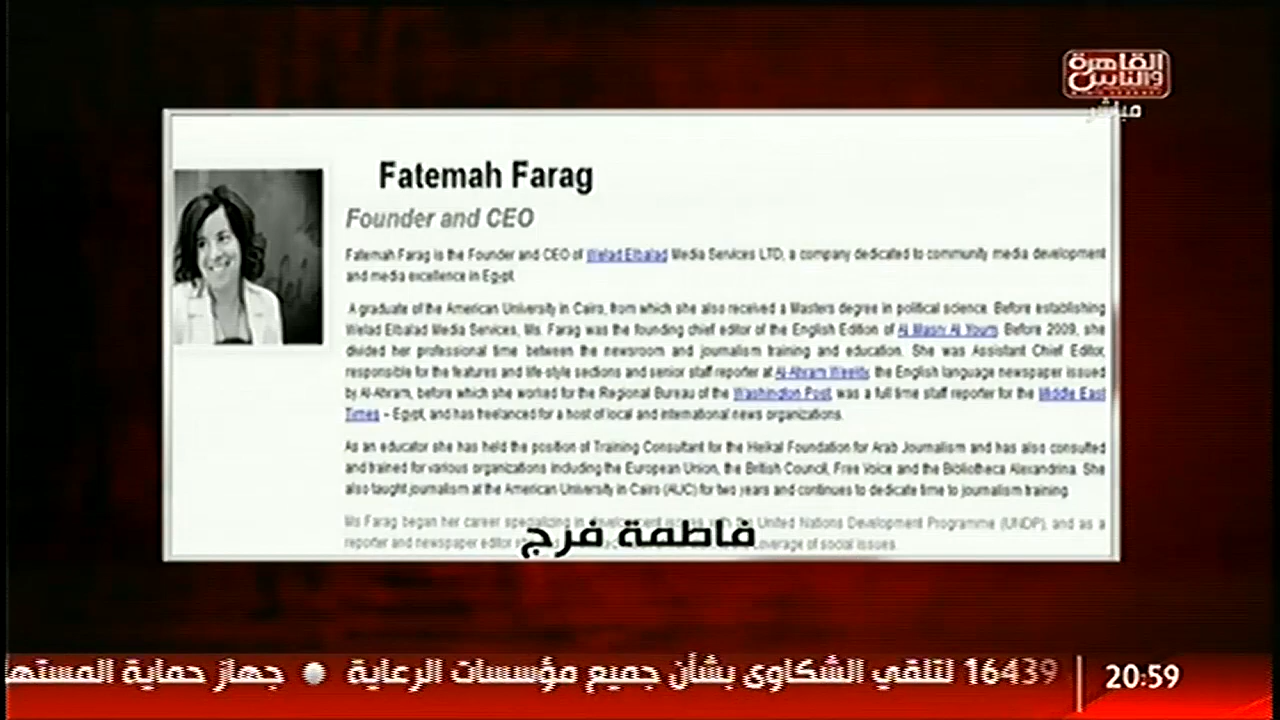 القاهرة
والناس
مباشر
Fatemah Farag
Founder and CEO
Fatemah Farag is the Founder and CEO of Welad Elbalad Media Services LTD, a company dedicated to community media development
and media excellence in Egypt.
A graduate of the American University in Cairo, from which she also received a Masters degree in political science. Before establishing
Welad Elbalad Media Services, Ms. Farag was the founding chief editor of the English Edition of Al Masry Al Youm. Before 2009, she
divided her professional time between the newsroom and journalism training and education. She was Assistant Chief Editor,
responsible for the features and life-style sections and senior staff reporter at Al-Ahram Weekly, the English language newspaper issued
by Al-Ahram, before which she worked for the Regional Bureau of the Washington Post, was a full time staff reporter for the Middle East
Times – Egypt, and has freelanced for a host of local and international news organizations.
As an educator she has held the position of Training Consultant for the Heikal Foundation for Arab Journalism and has also consulted
and trained for various organizations including the European Union, the British Council, Free Voice and the Bibliotheca Alexandrina. She
also taught journalism at the American University in Cairo (AUC) for two years and continues to dedicate time to journalism training.
Ms Farag began her career specializing in development issues with the United Nations Development Programme (UNDP), and as a
reporter and newspaper editor coverage of social issues.
فاطمة فرج
16439 لتلقي الشكاوى بشأن جميع مؤسسات الرعاية ● جهاز حماية المسته
20:59